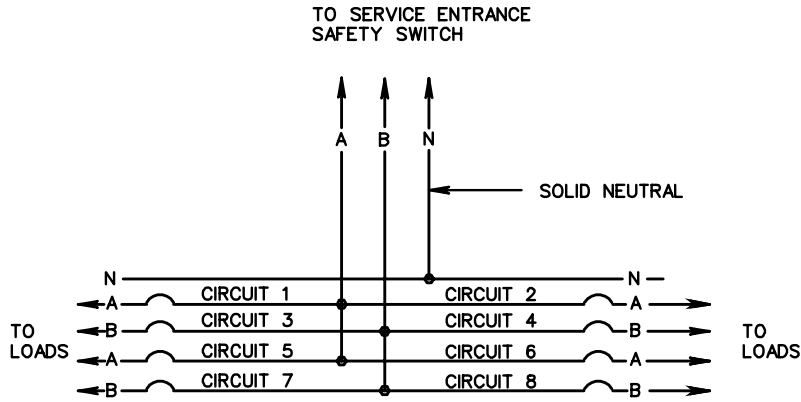 TO SERVICE ENTRANCE
SAFETY SWITCH
A B N
SOLID NEUTRAL
N N
A CIRCUIT 1 CIRCUIT 2 A
B CIRCUIT 3 CIRCUIT 4 B
TO
LOADS
TO
LOADS
A CIRCUIT 5 CIRCUIT 6 A
B CIRCUIT 7 CIRCUIT 8 B